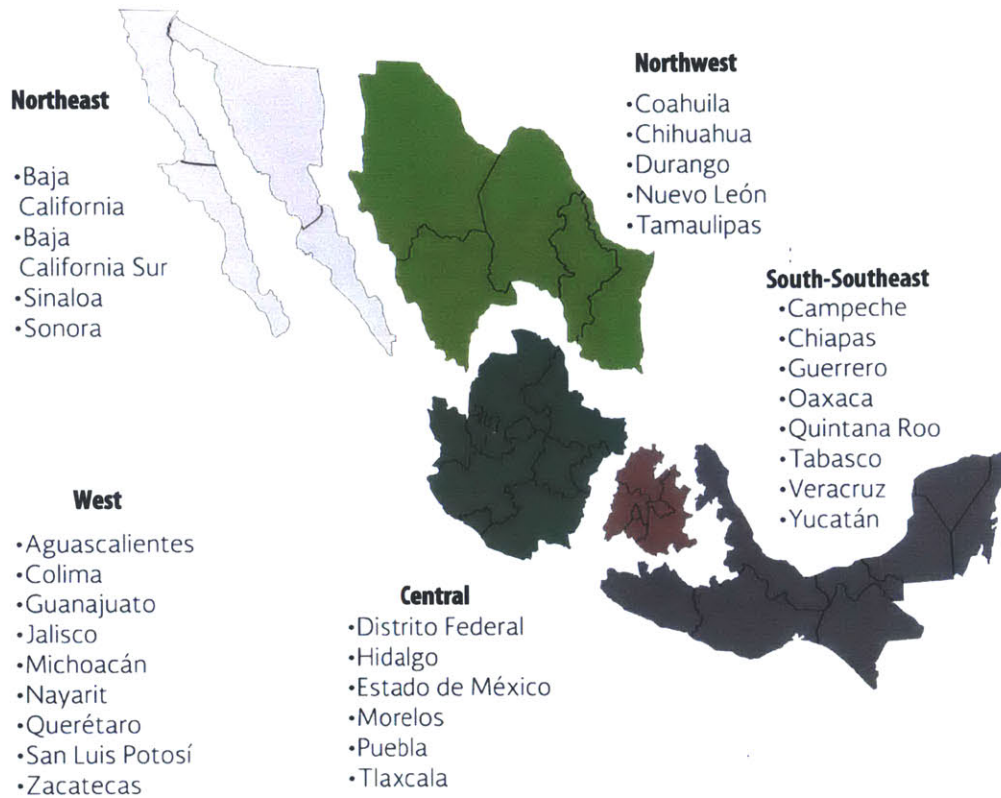 Northeast
•Baja
California
•Baja
California Sur
•Sinaloa
•Sonora
Northwest
•Coahuila
•Chihuahua
•Durango
•Nuevo León
•Tamaulipas
South-Southeast
•Campeche
•Chiapas
•Guerrero
•Oaxaca
•Quintana Roo
•Tabasco
•Veracruz
•Yucatán
West
•Aguascalientes
•Colima
•Guanajuato
•Jalisco
•Michoacán
•Nayarit
•Querétaro
•San Luis Potosí
•Zacatecas
Central
•Distrito Federal
•Hidalgo
•Estado de México
•Morelos
•Puebla
•Tlaxcala